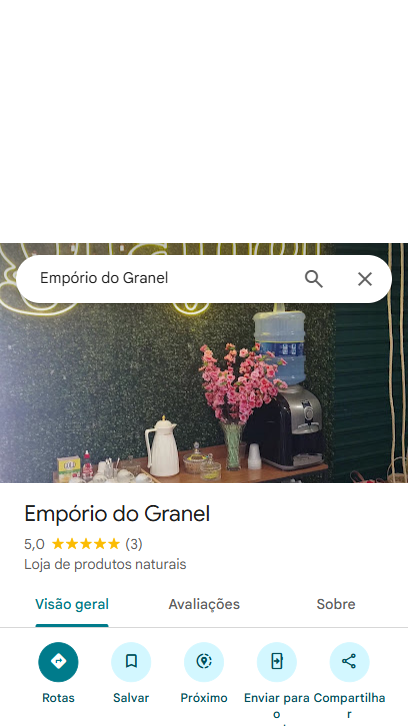 Empório do Granel
GOLD
Empório do Granel
5,0 (3)
Loja de produtos naturais
Visão geral Avaliações Sobre
Rotas Salvar Próximo Enviar para o Compartilhar